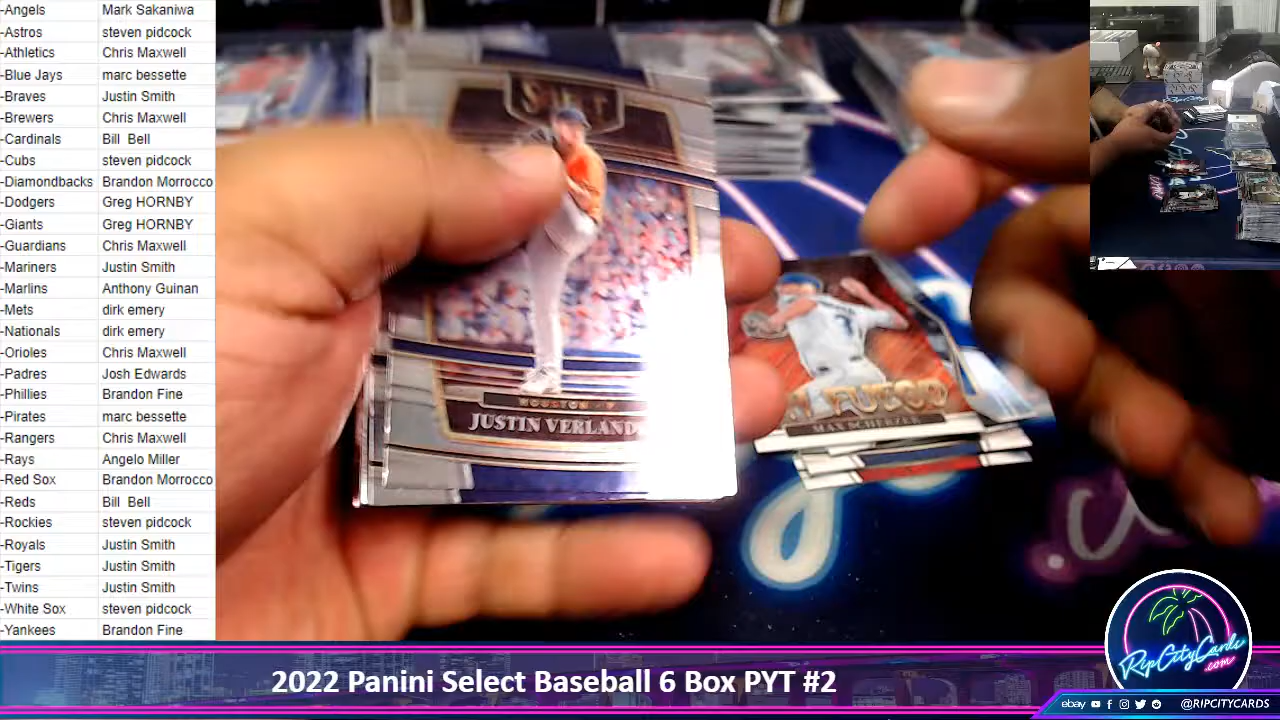 -Angels Mark Sakaniwa
-Astros steven pidcock
-Athletics Chris Maxwell
-Blue Jays marc bessette
-Braves Justin Smith
-Brewers Chris Maxwell
-Cardinals Bill Bell
-Cubs steven pidcock
-Diamondbacks Brandon Morrocco
-Dodgers Greg HORNBY
-Giants Greg HORNBY
-Guardians Chris Maxwell
-Mariners Justin Smith
-Marlins Anthony Guinan
-Mets dirk emery
-Nationals dirk emery
-Orioles Chris Maxwell
-Padres Josh Edwards
-Phillies Brandon Fine
-Pirates marc bessette
-Rangers Chris Maxwell
-Rays Angelo Miller
-Red Sox Brandon Morrocco
-Reds Bill Bell
-Rockies steven pidcock
-Royals Justin Smith
-Tigers Justin Smith
-Twins Justin Smith
-White Sox steven pidcock
-Yankees Brandon Fine
HOUSTON
JUSTIN VERLAND
MAX SCHERZER
RipCityCards
.com
2022 Panini Select Baseball 6 Box PYT #2
ebay @RIPCITYCARDS